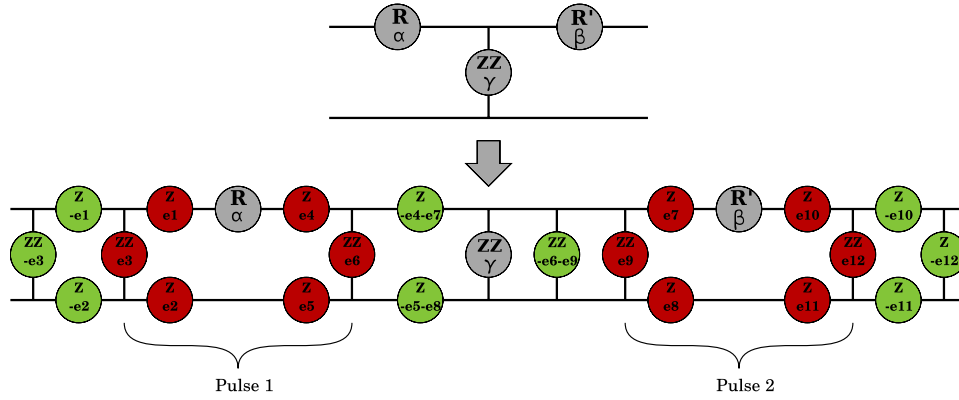 R
α
R'
β
ZZ
γ
Z
-e1
Z
e1
R
α
Z
e4
Z
-e4-e7
Z
e7
R'
β
Z
e10
Z
-e10
ZZ
-e3
ZZ
e3
ZZ
e6
ZZ
γ
ZZ
-e6-e9
ZZ
e9
ZZ
e12
Z
-e12
Z
-e2
Z
e2
Z
e5
Z
-e5-e8
Z
e8
Z
e11
Z
-e11
Pulse 1
Pulse 2